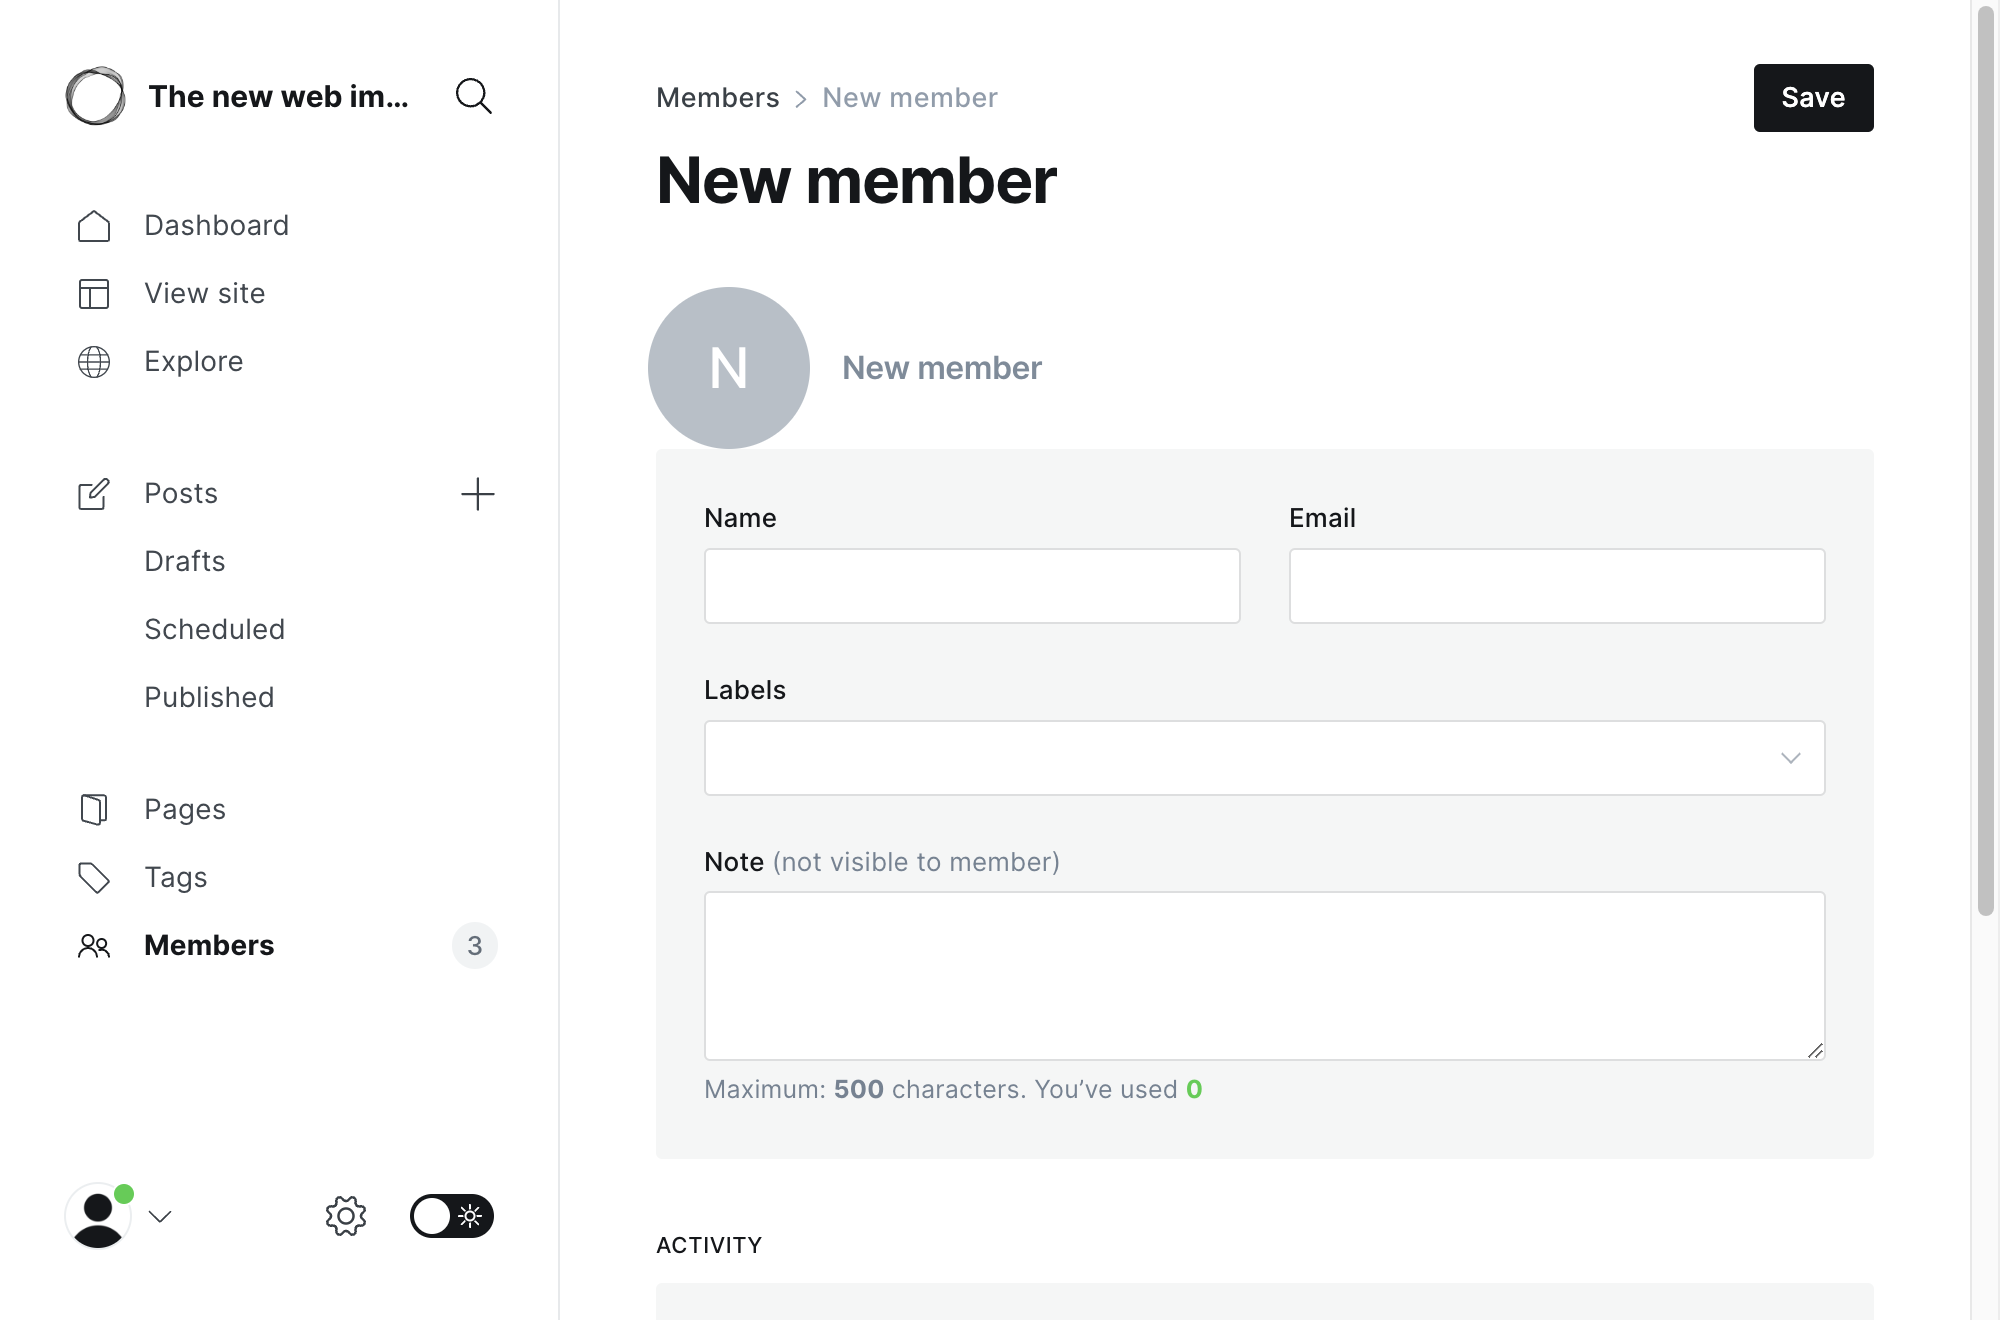 The new web im...
Dashboard
View site
Explore
Posts
Drafts
Scheduled
Published
Pages
Tags
Members
3
Members > New member
Save
New member
N
New member
Name
Email
Labels
Note (not visible to member)
Maximum: 500 characters. You’ve used 0
ACTIVITY